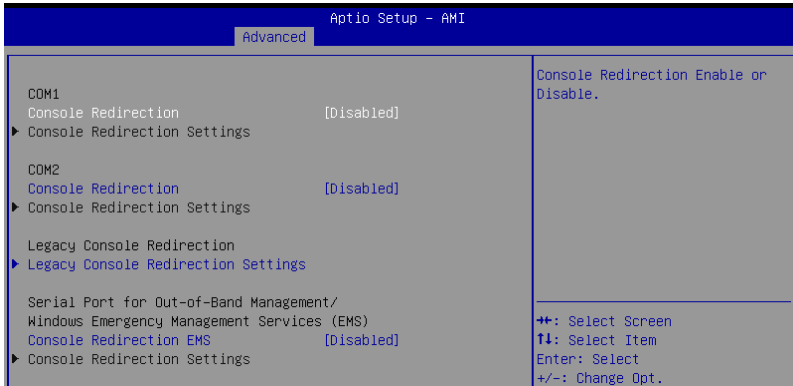 Aptio Setup – AMI
Advanced
COM1
Console Redirection [Disabled]
Console Redirection Settings
COM2
Console Redirection [Disabled]
Console Redirection Settings
Legacy Console Redirection
Legacy Console Redirection Settings
Serial Port for Out-of-Band Management/
Windows Emergency Management Services (EMS)
Console Redirection EMS [Disabled]
Console Redirection Settings
Console Redirection Enable or
Disable.
→←: Select Screen
↑↓: Select Item
Enter: Select
+/-: Change Opt.